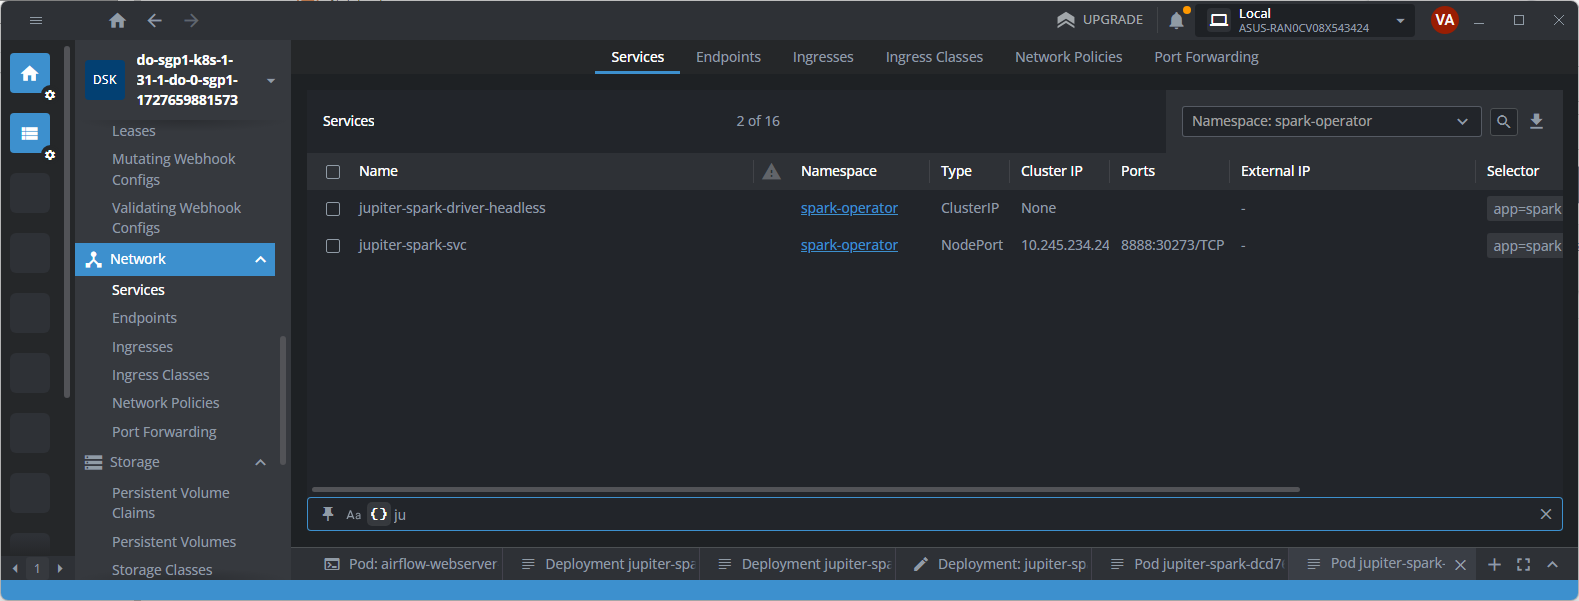 UPGRADE
Local
ASUS-RAN0CV08X543424
VA
DSK
do-sgp1-k8s-1-
31-1-do-0-sgp1-
1727659881573
Leases
Mutating Webhook
Configs
Validating Webhook
Configs
Network
Services
Endpoints
Ingresses
Ingress Classes
Network Policies
Port Forwarding
Storage
Persistent Volume
Claims
Persistent Volumes
Storage Classes
1
Services Endpoints Ingresses Ingress Classes Network Policies Port Forwarding
Services 2 of 16 Namespace: spark-operator
Name Namespace Type Cluster IP Ports External IP Selector
jupiter-spark-driver-headless spark-operator ClusterIP None - app=spark
jupiter-spark-svc spark-operator NodePort 10.245.234.24 8888:30273/TCP - app=spark
Aa {} ju
Pod: airflow-webserver Deployment jupiter-spa Deployment jupiter-spa Deployment: jupiter-sp Pod jupiter-spark-dcd7 Pod jupiter-spark-